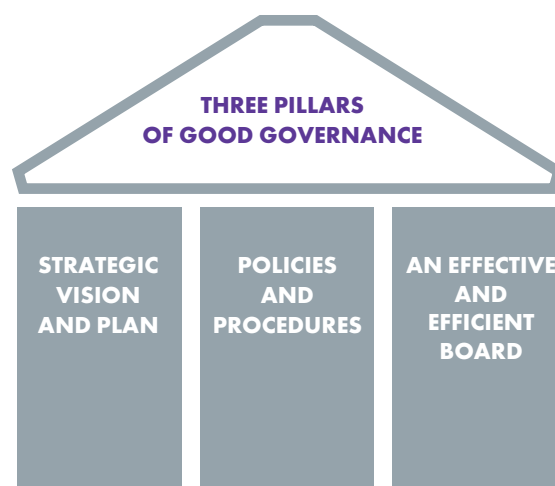 THREE PILLARS
OF GOOD GOVERNANCE
STRATEGIC
VISION
AND PLAN
POLICIES
AND
PROCEDURES
AN EFFECTIVE
AND
EFFICIENT
BOARD